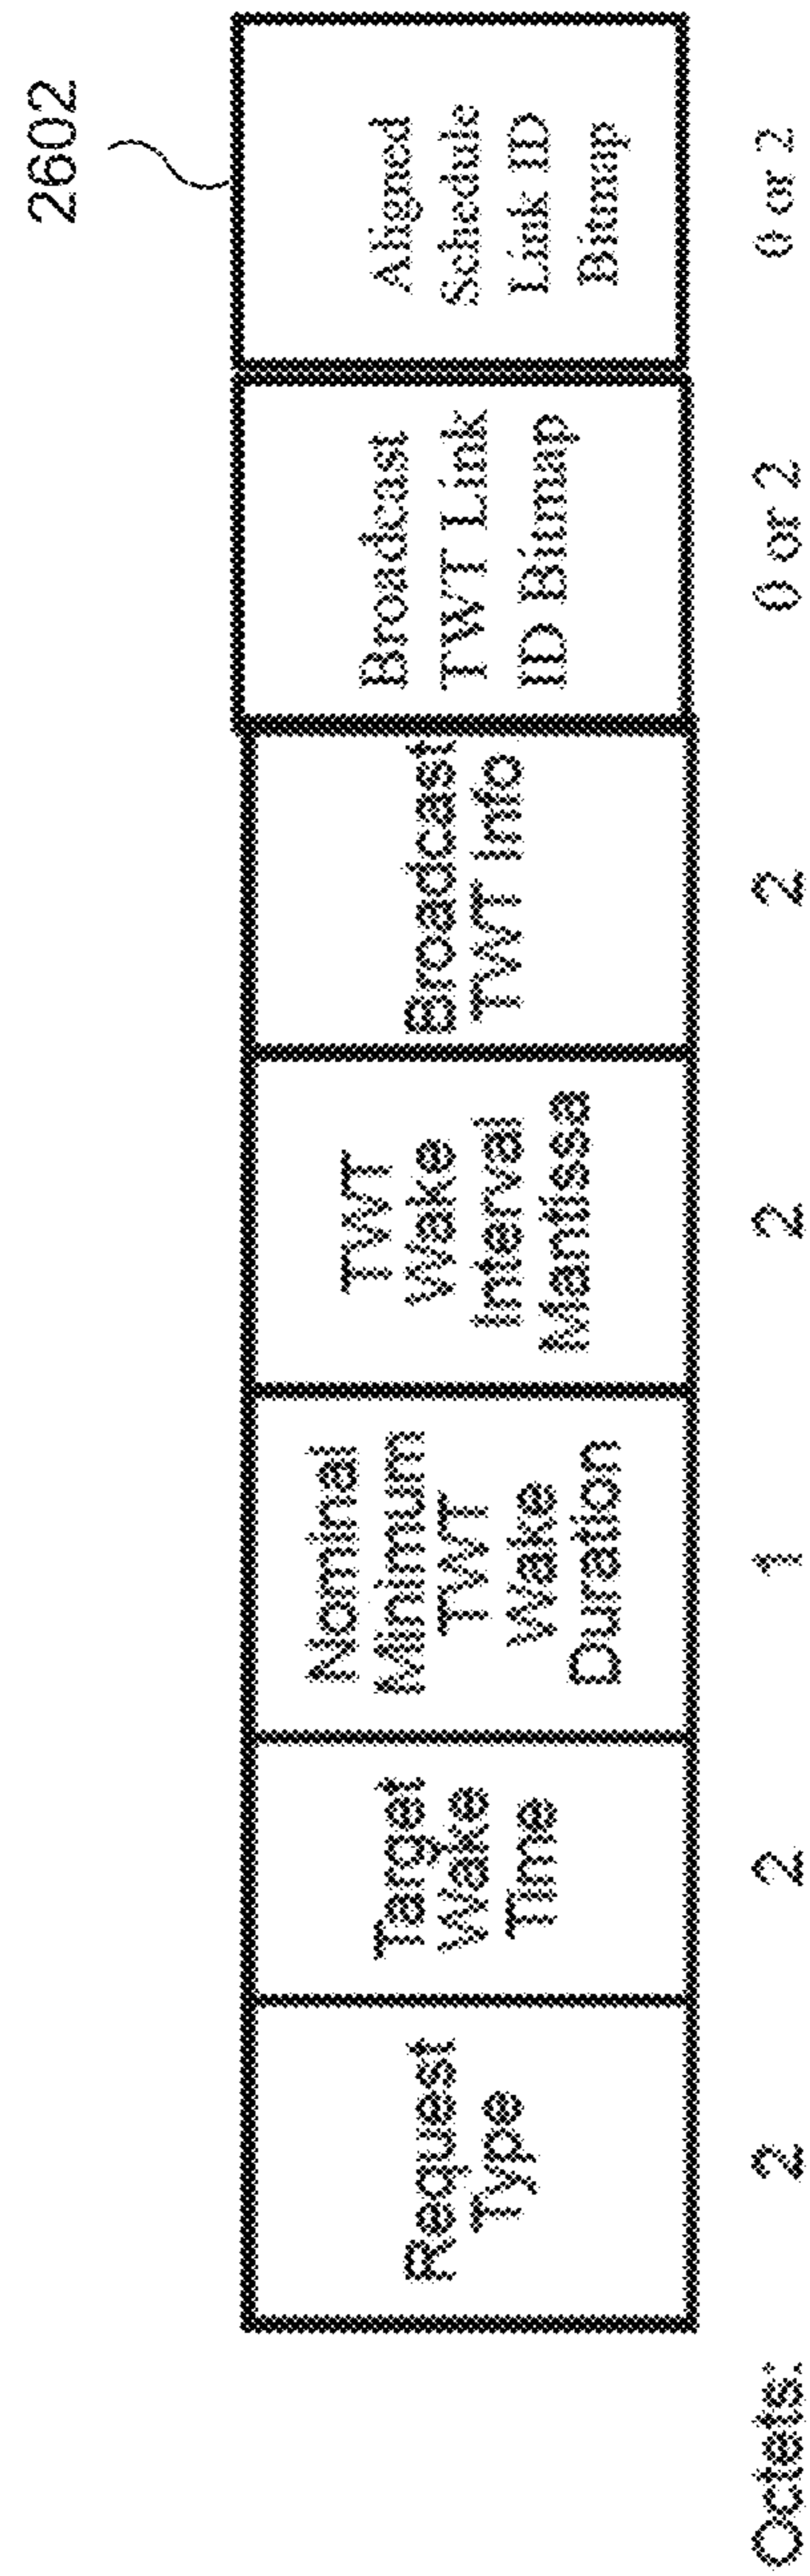 2602
Request
Type
Target
Wake
Time
Nominal
Minimum
TWT
Wake
Duration
TWT
Wake
Interval
Mantissa
Broadcast
TWT Info
Broadcast
TWT Link
ID Bitmap
Aligned
Schedule
Link ID
Bitmap
Octets: 2 2 1 2 2 0 or 2 0 or 2